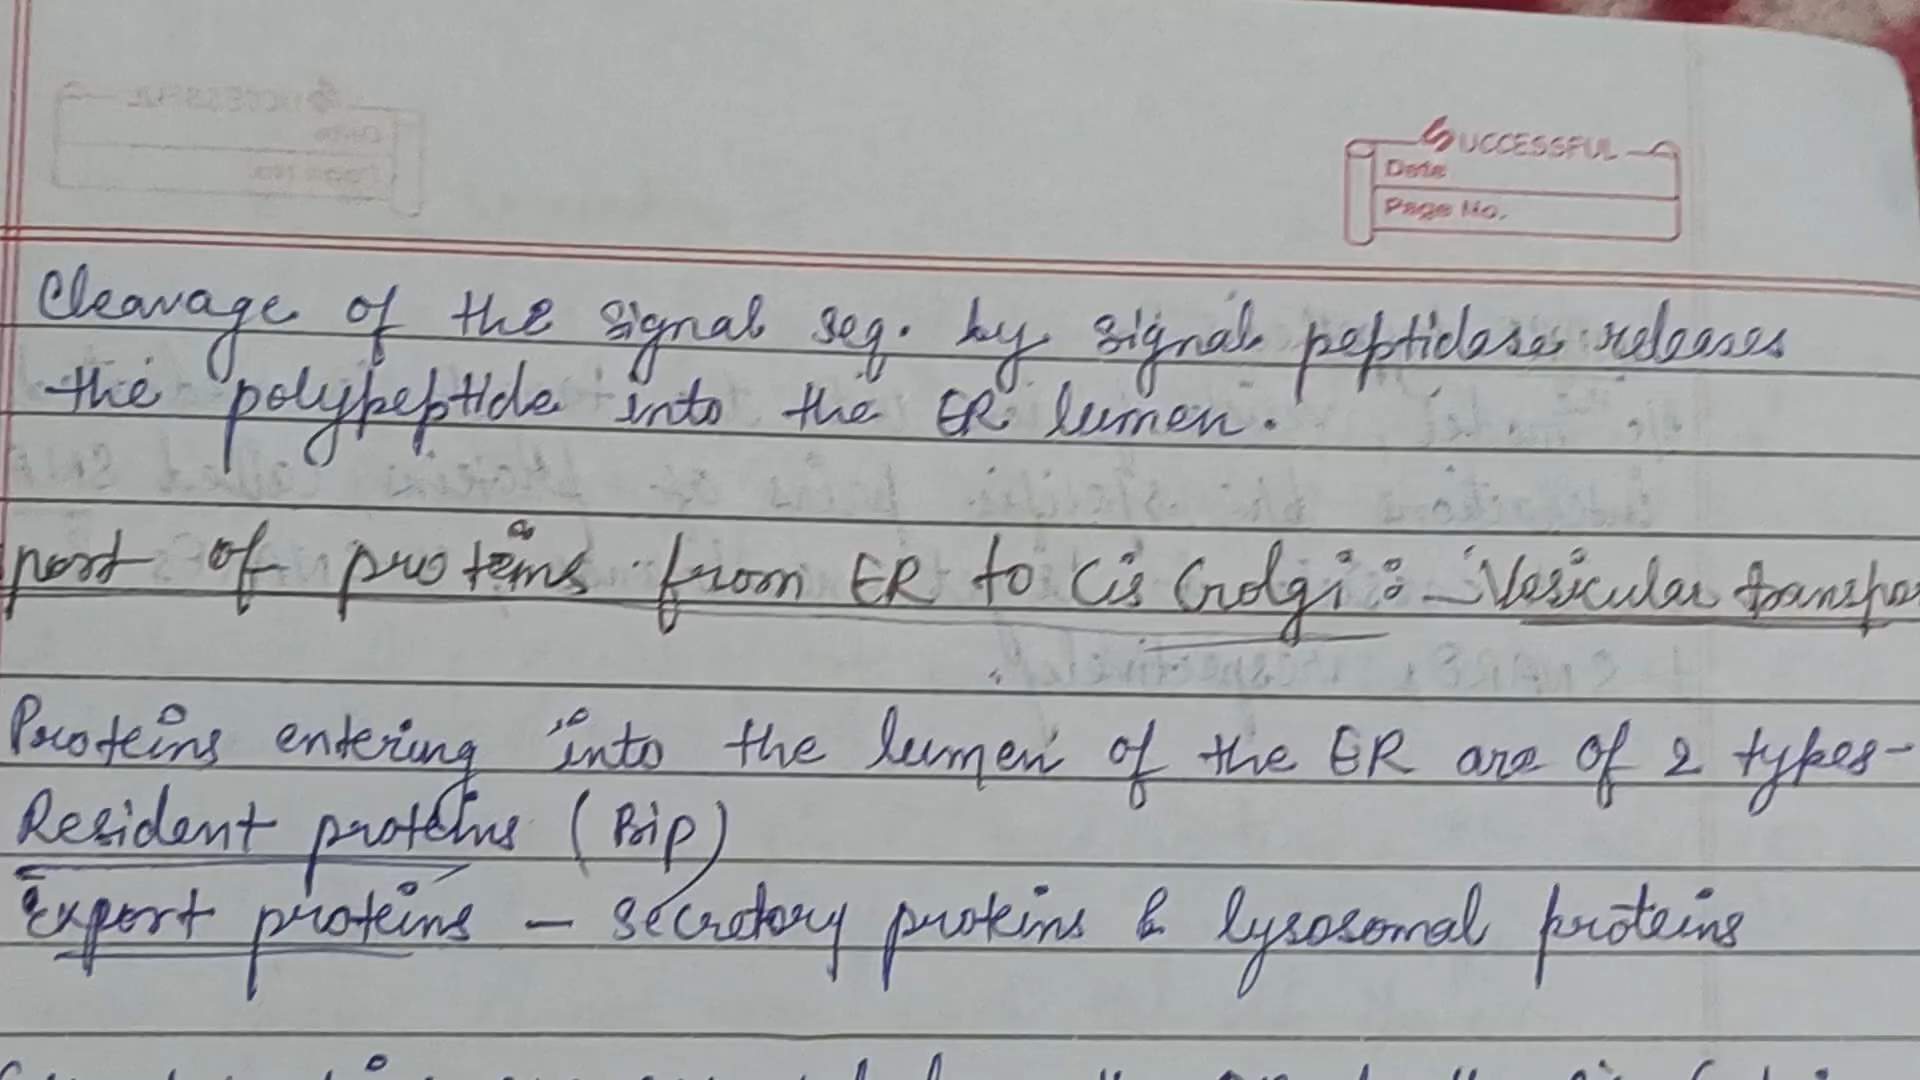 SUCCESSFUL
Date
Page No.
Cleavage of the signal seq. by signal peptidases releases
the polypeptide into the ER lumen.
port of proteins from ER to Cis Golgi :- Vesicular transpo
Proteins entering into the lumen of the ER are of 2 types-
Resident proteins (BiP)
Export proteins - secretory proteins & lysosomal proteins